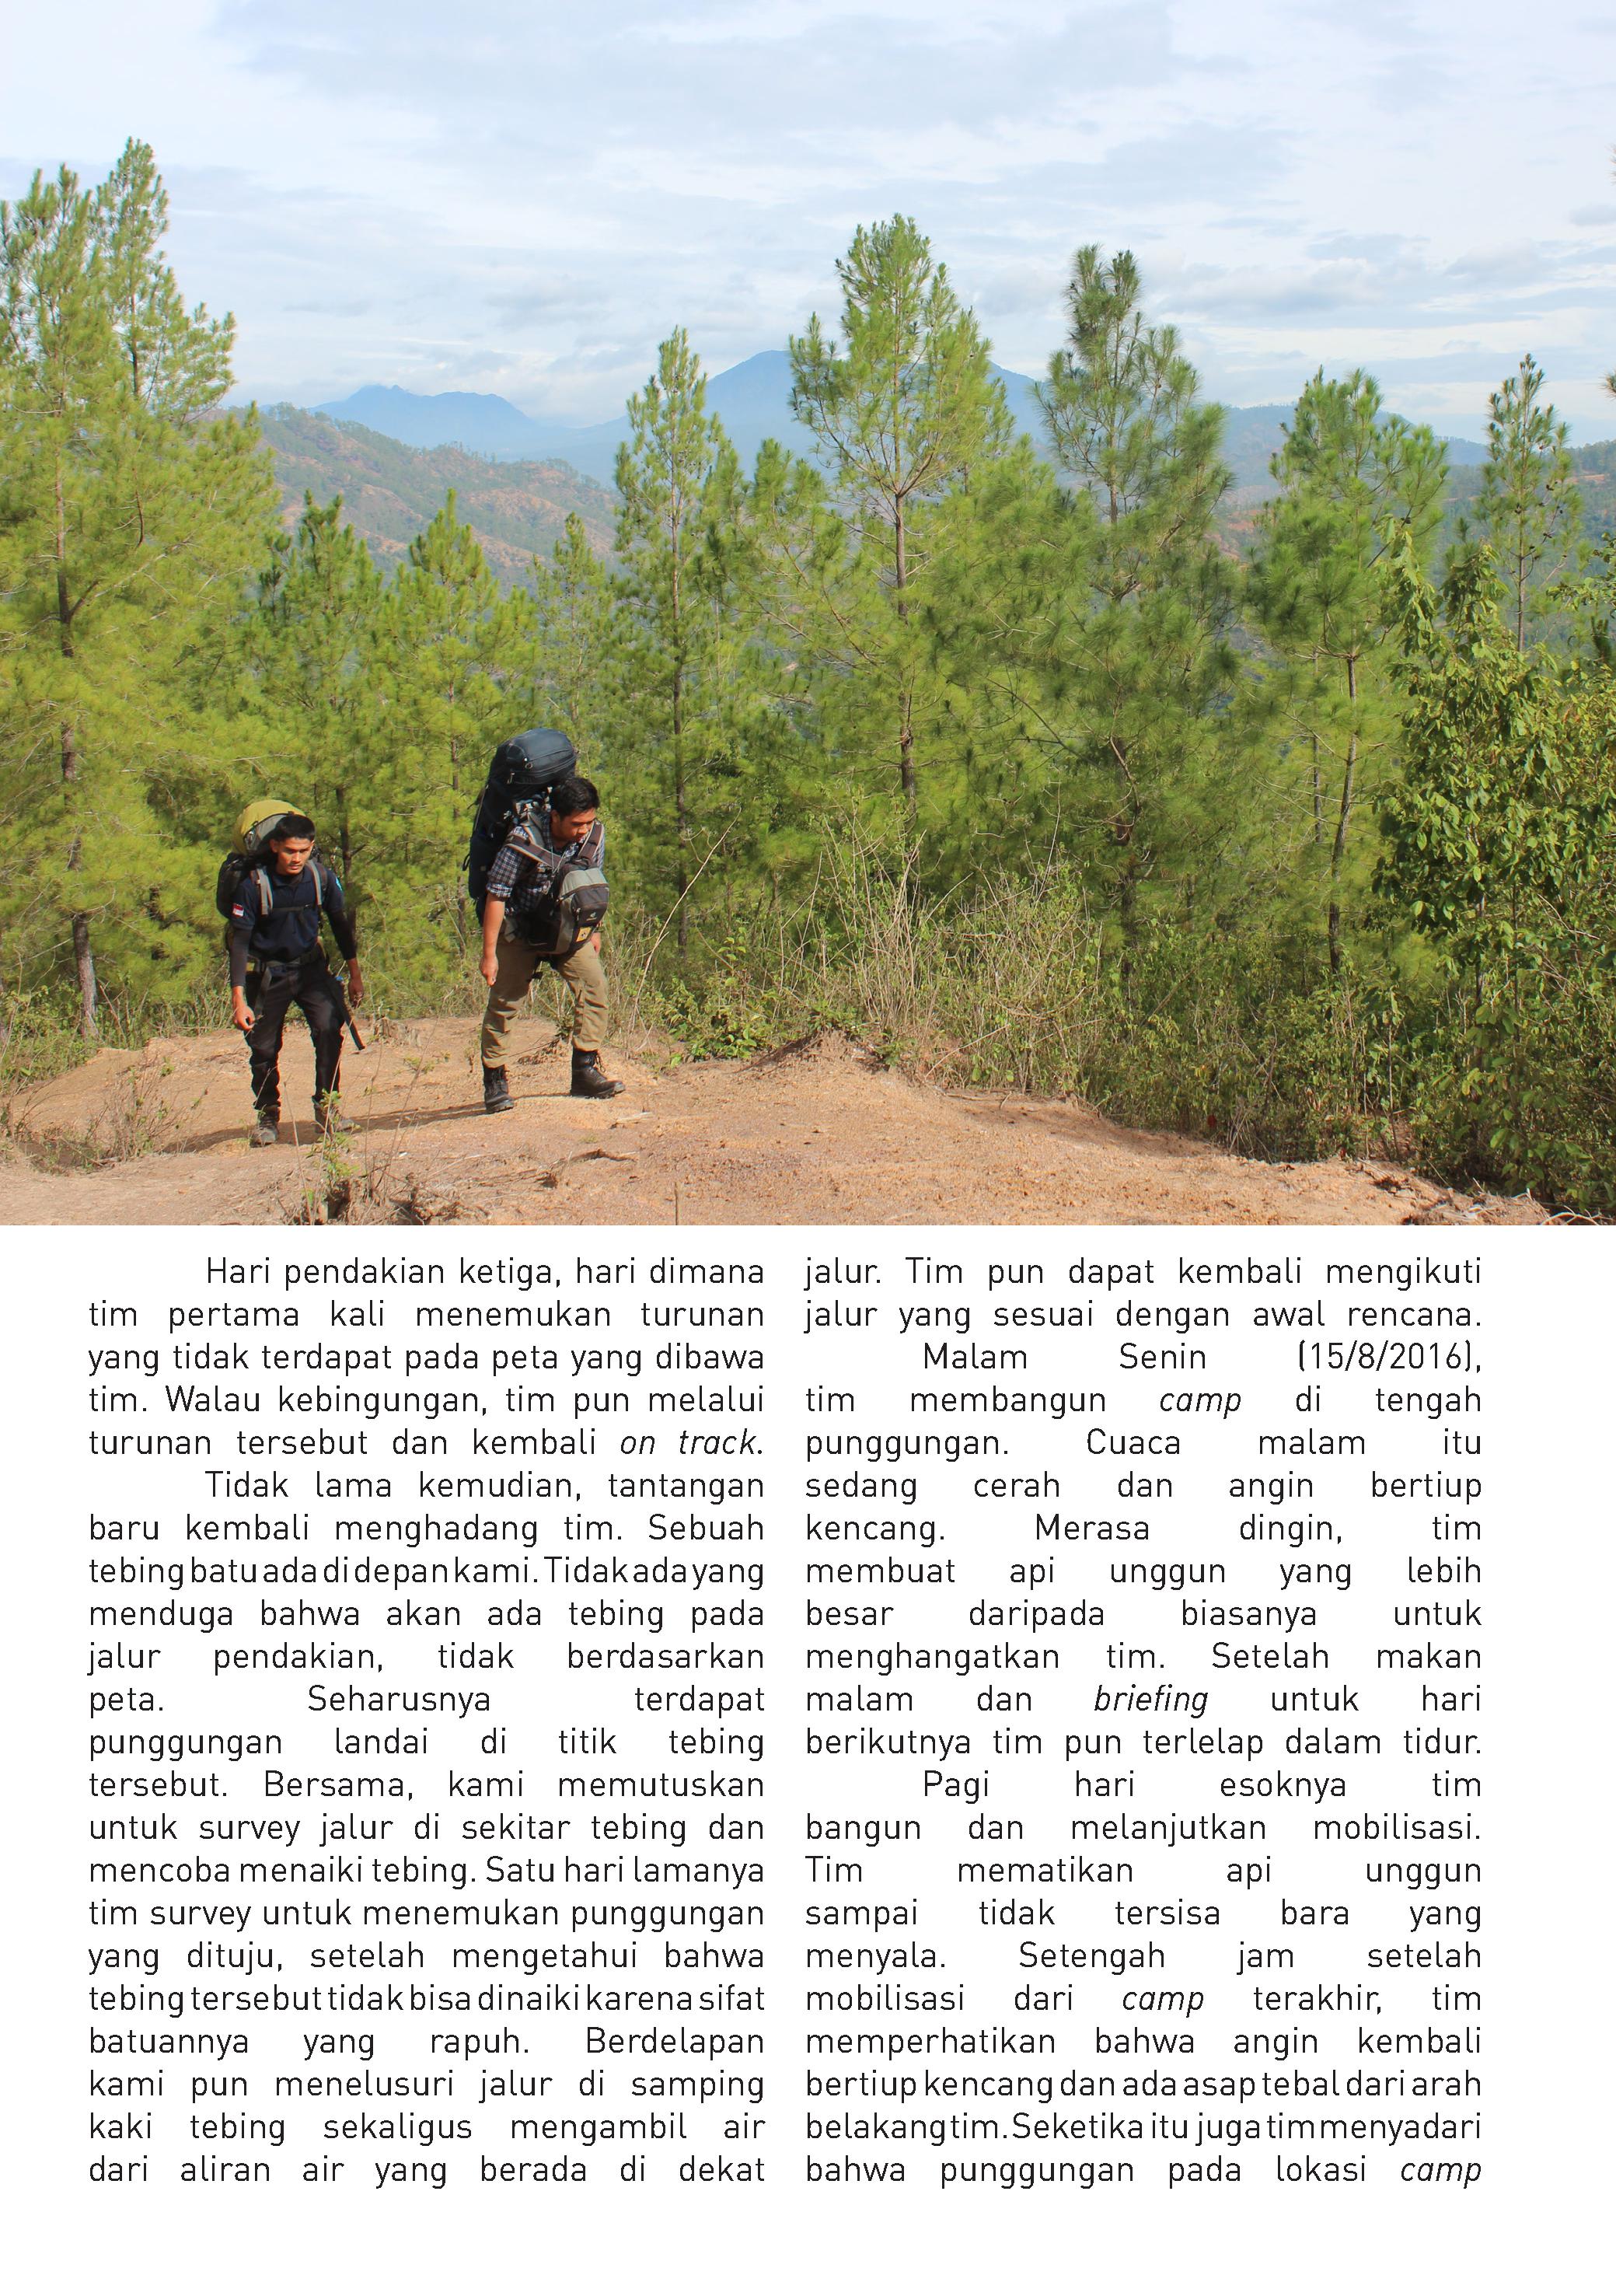 Hari pendakian ketiga, hari dimana
tim pertama kali menemukan turunan
yang tidak terdapat pada peta yang dibawa
tim. Walau kebingungan, tim pun melalui
turunan tersebut dan kembali on track.
Tidak lama kemudian, tantangan
baru kembali menghadang tim. Sebuah
tebing batu ada di depan kami. Tidak ada yang
menduga bahwa akan ada tebing pada
jalur pendakian, tidak berdasarkan
peta. Seharusnya terdapat
punggungan landai di titik tebing
tersebut. Bersama, kami memutuskan
untuk survey jalur di sekitar tebing dan
mencoba menaiki tebing. Satu hari lamanya
tim survey untuk menemukan punggungan
yang dituju, setelah mengetahui bahwa
tebing tersebut tidak bisa dinaiki karena sifat
batuannya yang rapuh. Berdelapan
kami pun menelusuri jalur di samping
kaki tebing sekaligus mengambil air
dari aliran air yang berada di dekat
jalur. Tim pun dapat kembali mengikuti
jalur yang sesuai dengan awal rencana.
Malam Senin (15/8/2016),
tim membangun camp di tengah
punggungan. Cuaca malam itu
sedang cerah dan angin bertiup
kencang. Merasa dingin, tim
membuat api unggun yang lebih
besar daripada biasanya untuk
menghangatkan tim. Setelah makan
malam dan briefing untuk hari
berikutnya tim pun terlelap dalam tidur.
Pagi hari esoknya tim
bangun dan melanjutkan mobilisasi.
Tim mematikan api unggun
sampai tidak tersisa bara yang
menyala. Setengah jam setelah
mobilisasi dari camp terakhir, tim
memperhatikan bahwa angin kembali
bertiup kencang dan ada asap tebal dari arah
belakang tim. Seketika itu juga tim menyadari
bahwa punggungan pada lokasi camp